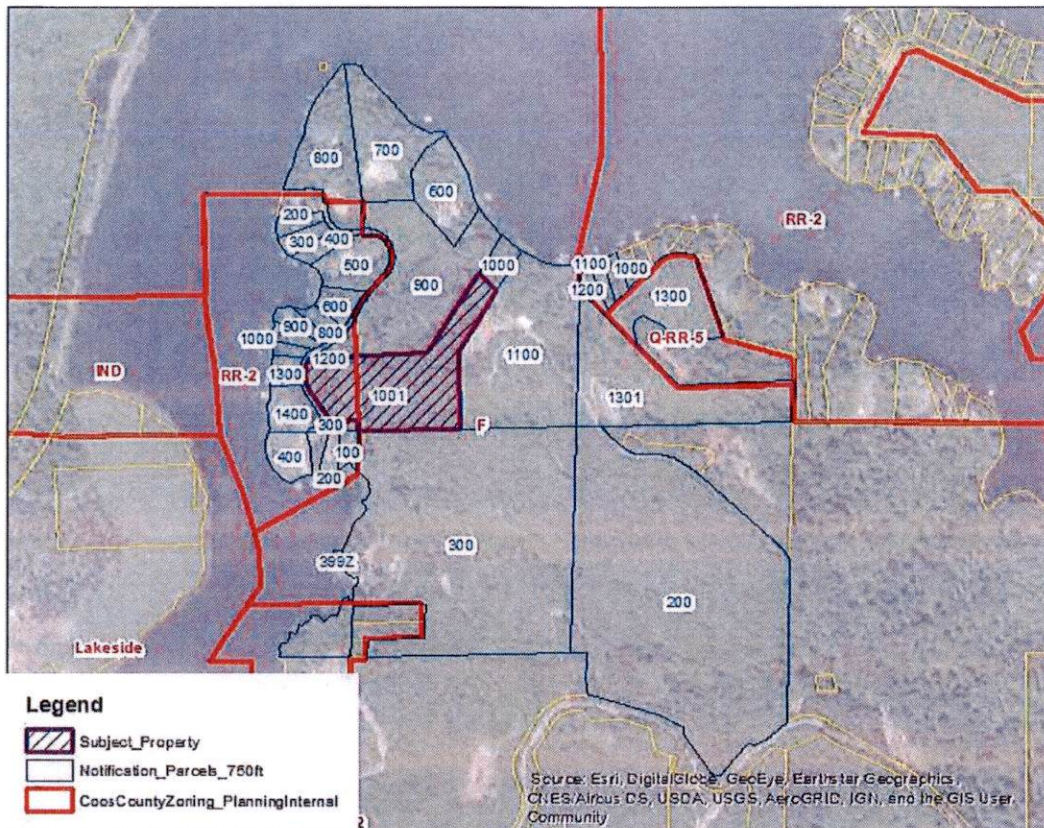 800
700
600
200
300
400
500
900
1000
1100
1000
1200
1300
RR-2
Q-RR-5
600
900
800
1000
1200
1300
RR-2
IND
1001
1100
1301
1400
300
F
100
400
200
300
399Z
200
Lakeside
Legend
Subject_Property
Notification_Parcels_750ft
CoosCountyZoning_PlanningInternal
2
Source: Esri, DigitalGlobe, GeoEye, Earthstar Geographics,
CNES/Airbus DS, USDA, USGS, AeroGRID, IGN, and the GIS User
Community